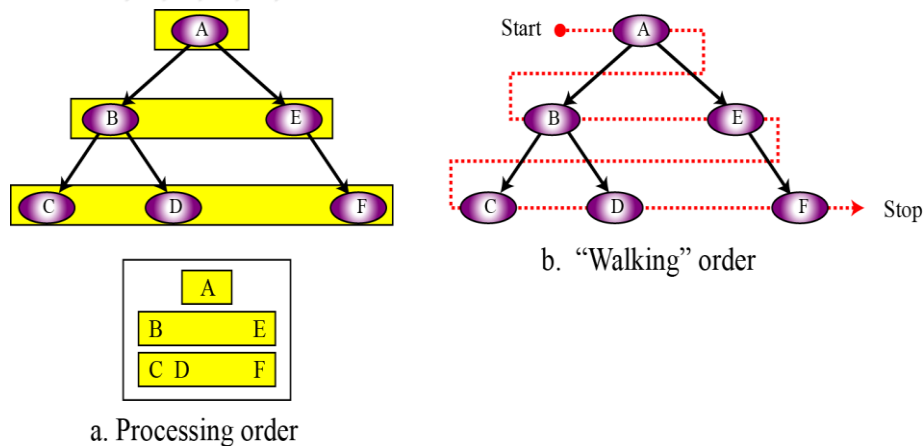 A
B E
C D F
A
B E
C D F
a. Processing order
Start A
B E
C D F Stop
b. “Walking” order